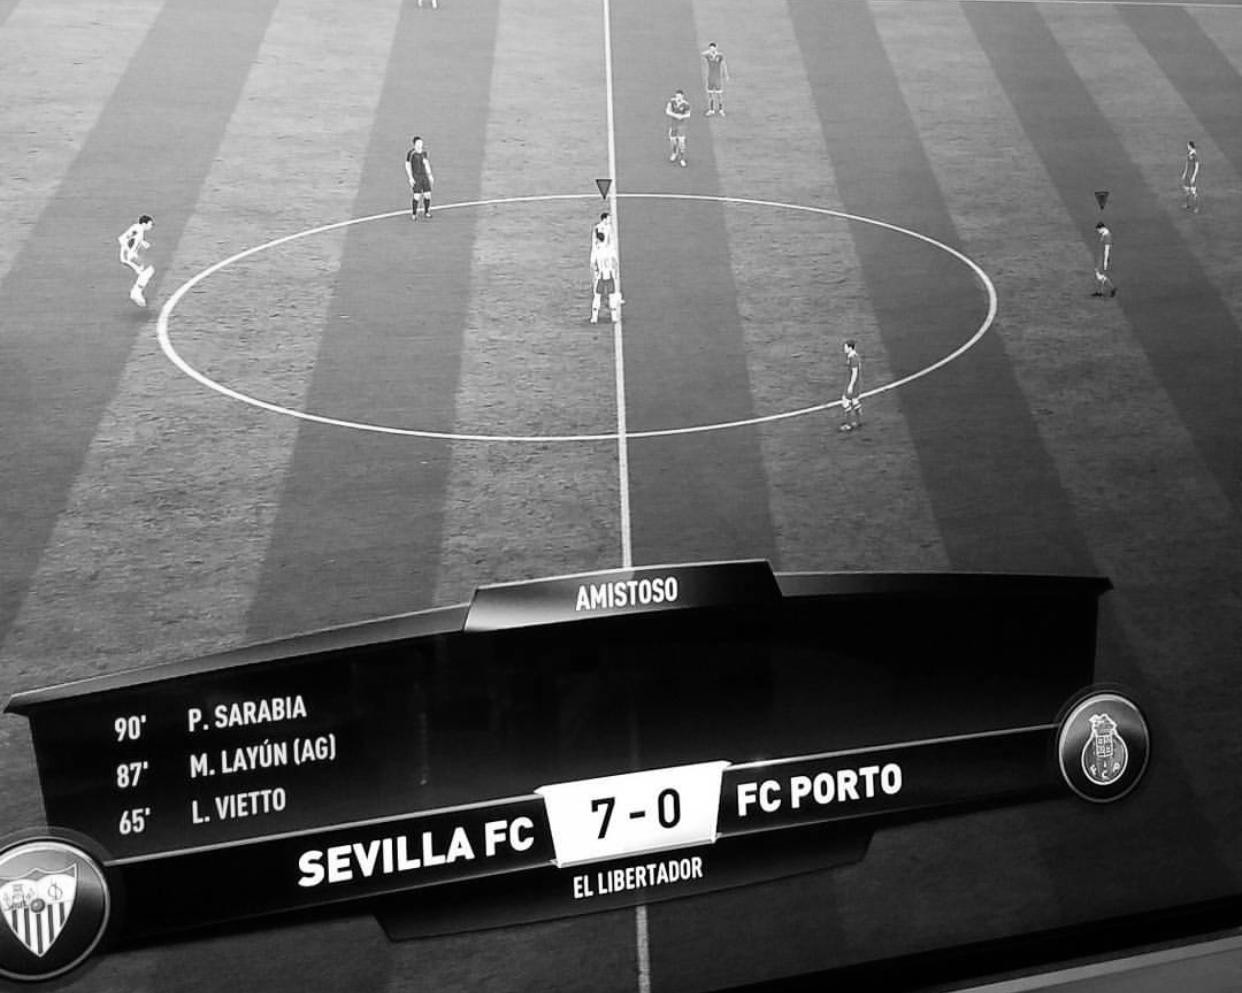 AMISTOSO
90' P. SARABIA
87' M. LAYÚN (AG)
65' L. VIETTO
SEVILLA FC 7 - 0 FC PORTO
EL LIBERTADOR